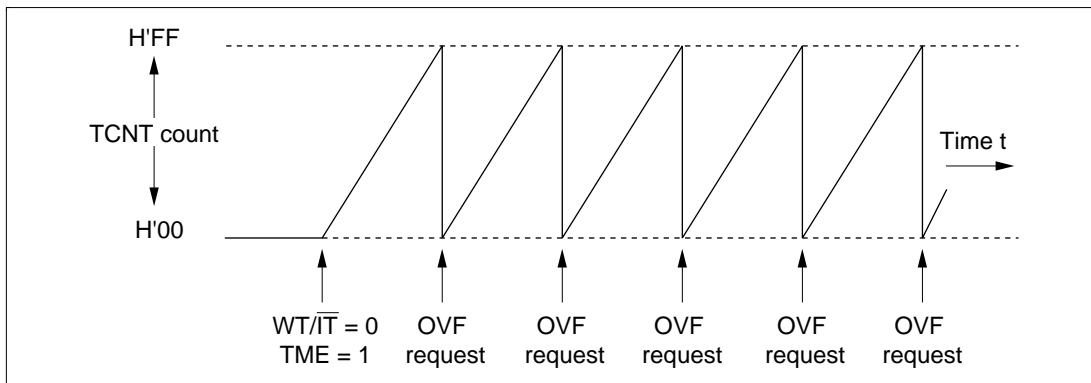 H'FF
TCNT count
Time t
H'00
WT/I̅T̅ = 0
TME = 1
OVF
request
OVF
request
OVF
request
OVF
request
OVF
request